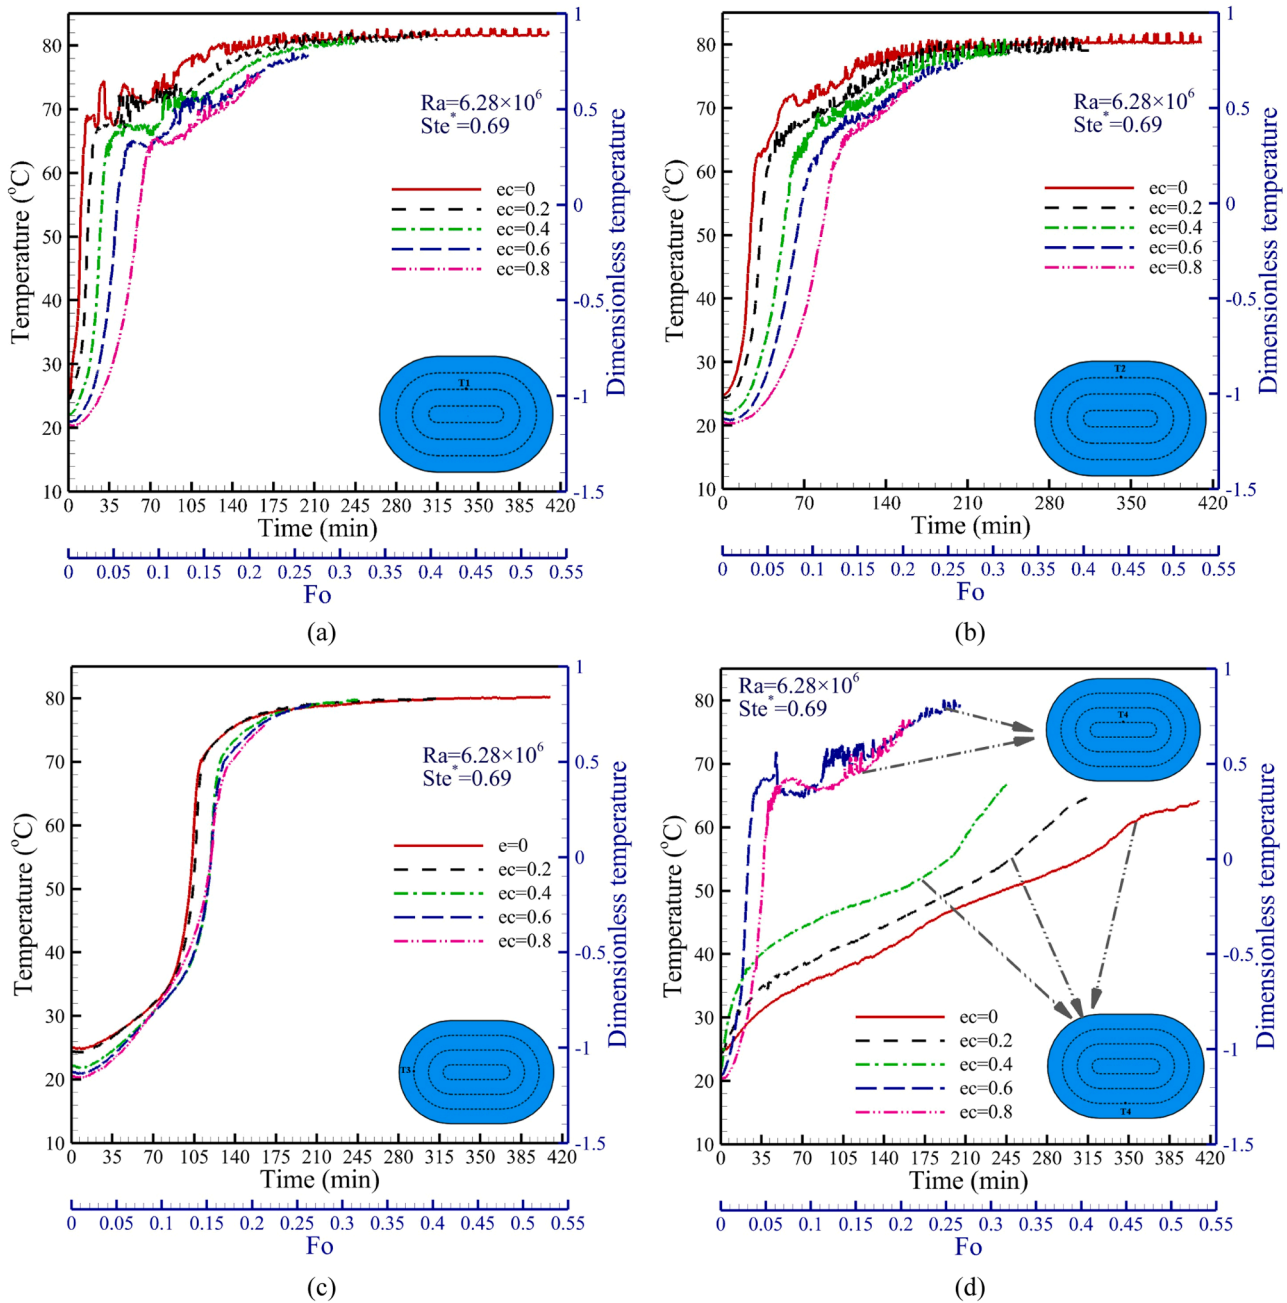 80
70
60
50
40
30
20
10
Temperature (°C)
1
0.5
0
-0.5
-1
-1.5
Dimensionless temperature
Ra=6.28×10⁶
Ste*=0.69
ec=0
ec=0.2
ec=0.4
ec=0.6
ec=0.8
T1
0 35 70 105 140 175 210 245 280 315 350 385 420
Time (min)
0 0.05 0.1 0.15 0.2 0.25 0.3 0.35 0.4 0.45 0.5 0.55
Fo
(a)
80
70
60
50
40
30
20
10
Temperature (°C)
1
0.5
0
-0.5
-1
-1.5
Dimensionless temperature
Ra=6.28×10⁶
Ste*=0.69
ec=0
ec=0.2
ec=0.4
ec=0.6
ec=0.8
T2
0 70 140 210 280 350 420
Time (min)
0 0.05 0.1 0.15 0.2 0.25 0.3 0.35 0.4 0.45 0.5 0.55
Fo
(b)
80
70
60
50
40
30
20
10
Temperature (°C)
1
0.5
0
-0.5
-1
-1.5
Dimensionless temperature
Ra=6.28×10⁶
Ste*=0.69
e=0
ec=0.2
ec=0.4
ec=0.6
ec=0.8
T3
0 35 70 105 140 175 210 245 280 315 350 385 420
Time (min)
0 0.05 0.1 0.15 0.2 0.25 0.3 0.35 0.4 0.45 0.5 0.55
Fo
(c)
80
70
60
50
40
30
20
10
Temperature (°C)
1
0.5
0
-0.5
-1
-1.5
Dimensionless temperature
Ra=6.28×10⁶
Ste*=0.69
T4
ec=0
ec=0.2
ec=0.4
ec=0.6
ec=0.8
T4
0 35 70 105 140 175 210 245 280 315 350 385 420
Time (min)
0 0.05 0.1 0.15 0.2 0.25 0.3 0.35 0.4 0.45 0.5 0.55
Fo
(d)